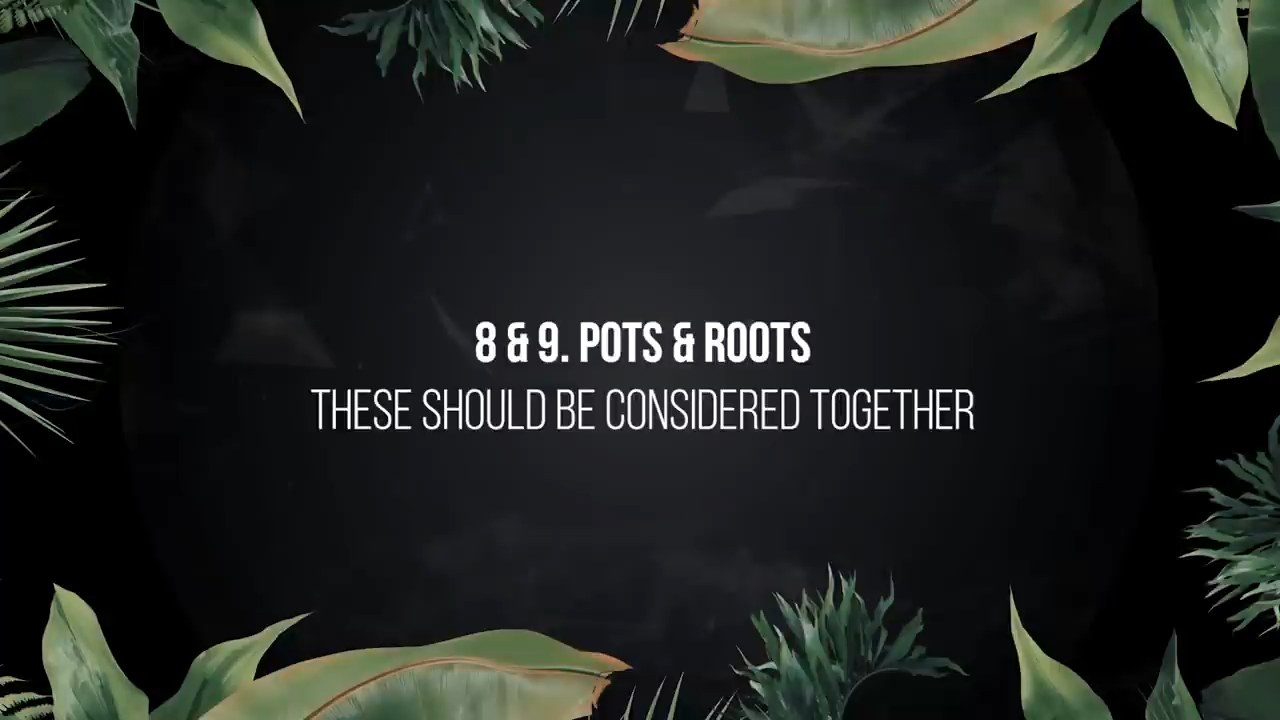 8 & 9. POTS & ROOTS
THESE SHOULD BE CONSIDERED TOGETHER